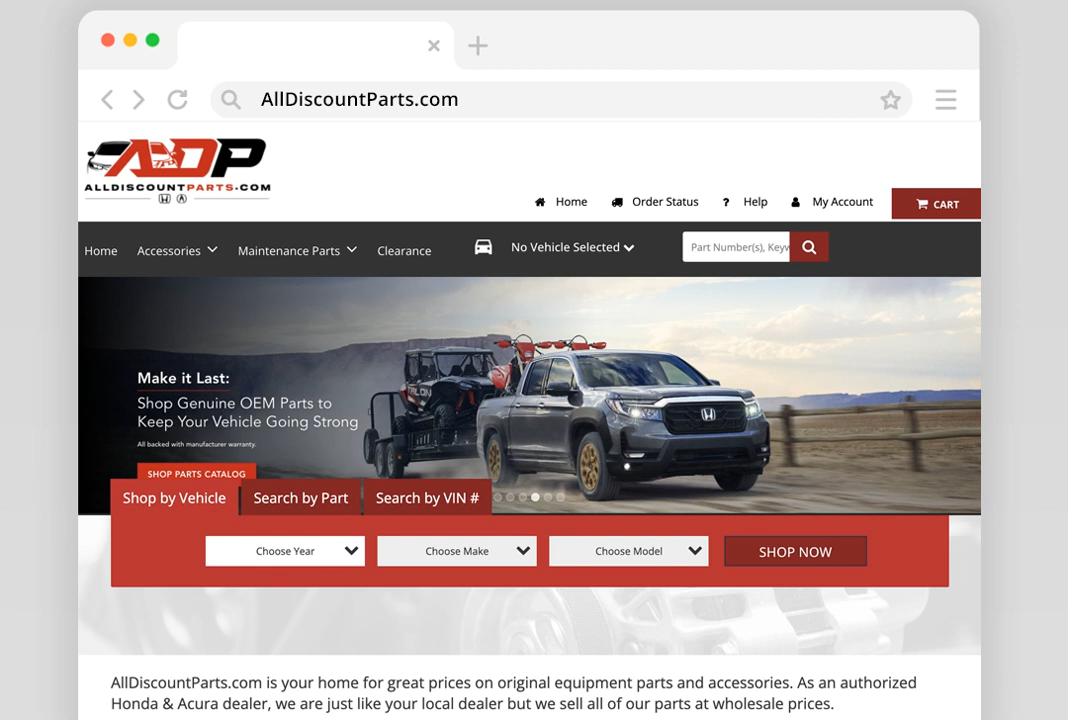 AllDiscountParts.com
ADP
ALLDISCOUNTPARTS.COM
Home
Order Status
? Help
My Account
CART
Home
Accessories
Maintenance Parts
Clearance
No Vehicle Selected
Part Number(s), Keyw
Make it Last:
Shop Genuine OEM Parts to
Keep Your Vehicle Going Strong
All backed with manufacturer warranty.
TALON
SHOP PARTS CATALOG
Shop by Vehicle
Search by Part
Search by VIN #
Choose Year
Choose Make
Choose Model
SHOP NOW
AllDiscountParts.com is your home for great prices on original equipment parts and accessories. As an authorized
Honda & Acura dealer, we are just like your local dealer but we sell all of our parts at wholesale prices.